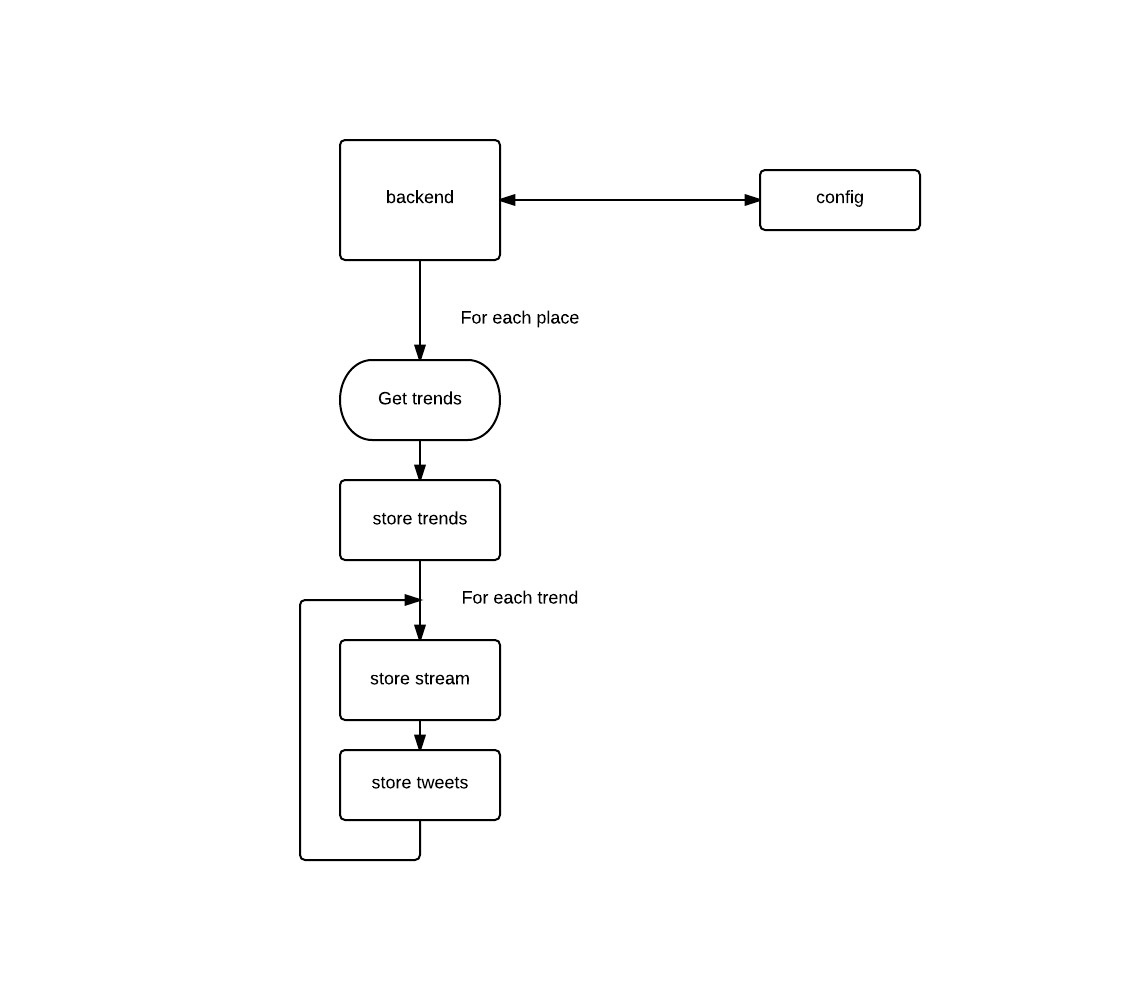 backend
config
For each place
Get trends
store trends
For each trend
store stream
store tweets